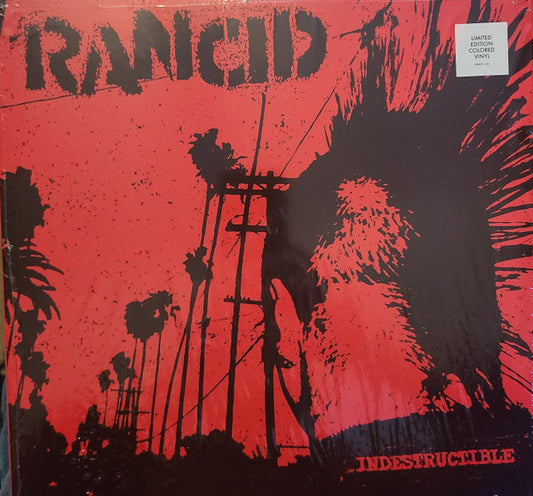 RANCID
LIMITED
EDITION
COLORED
VINYL
INDESTRUCTIBLE